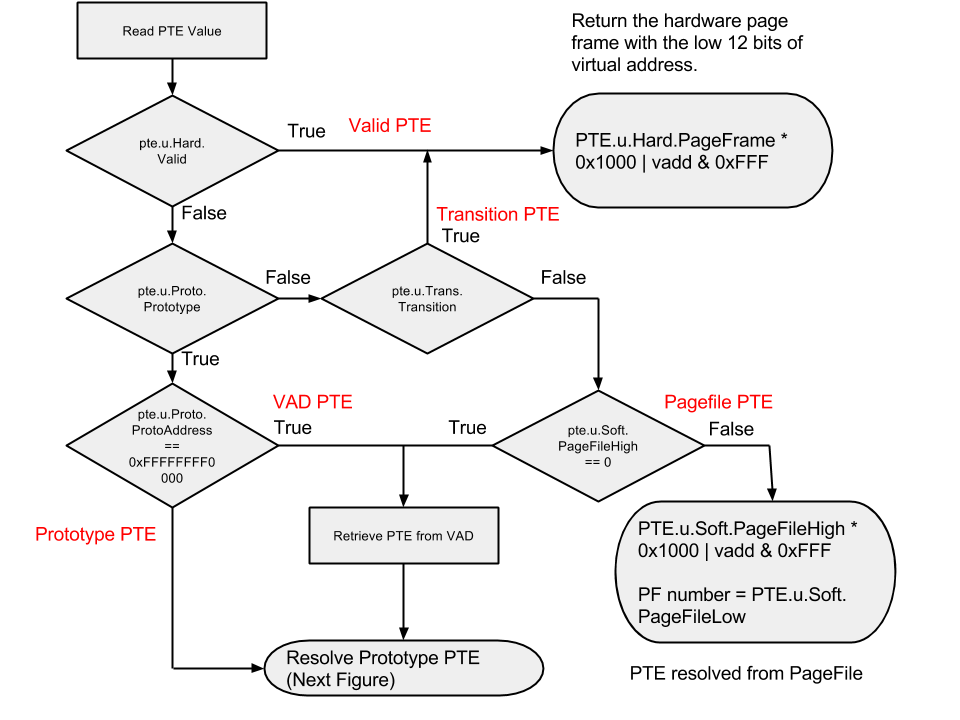 Read PTE Value
Return the hardware page
frame with the low 12 bits of
virtual address.
pte.u.Hard.
Valid
True
Valid PTE
PTE.u.Hard.PageFrame *
0x1000 | vadd & 0xFFF
False
Transition PTE
True
pte.u.Proto.
Prototype
False
pte.u.Trans.
Transition
False
True
pte.u.Proto.
ProtoAddress
==
0xFFFFFFFF0
000
VAD PTE
True
True
pte.u.Soft.
PageFileHigh
== 0
Pagefile PTE
False
Prototype PTE
Retrieve PTE from VAD
PTE.u.Soft.PageFileHigh *
0x1000 | vadd & 0xFFF
PF number = PTE.u.Soft.
PageFileLow
Resolve Prototype PTE
(Next Figure)
PTE resolved from PageFile